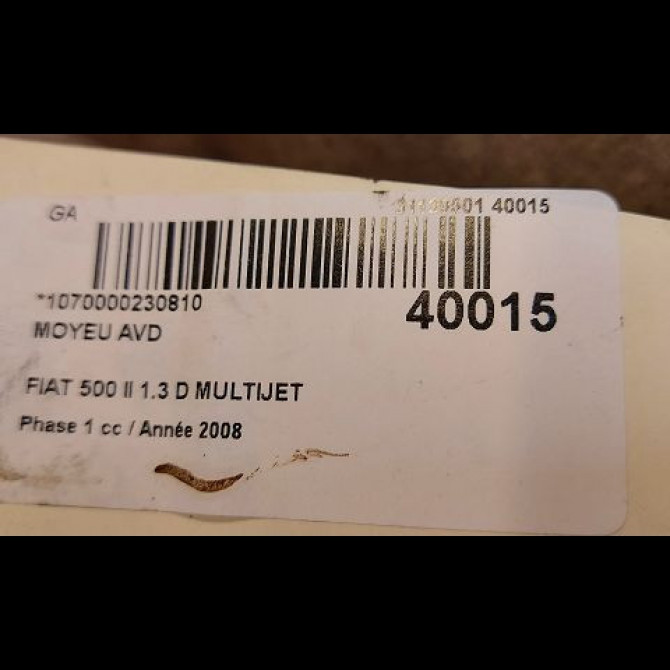 GA
40015
*1070000230810
40015
MOYEU AVD
FIAT 500 II 1.3 D MULTIJET
Phase 1 cc / Année 2008